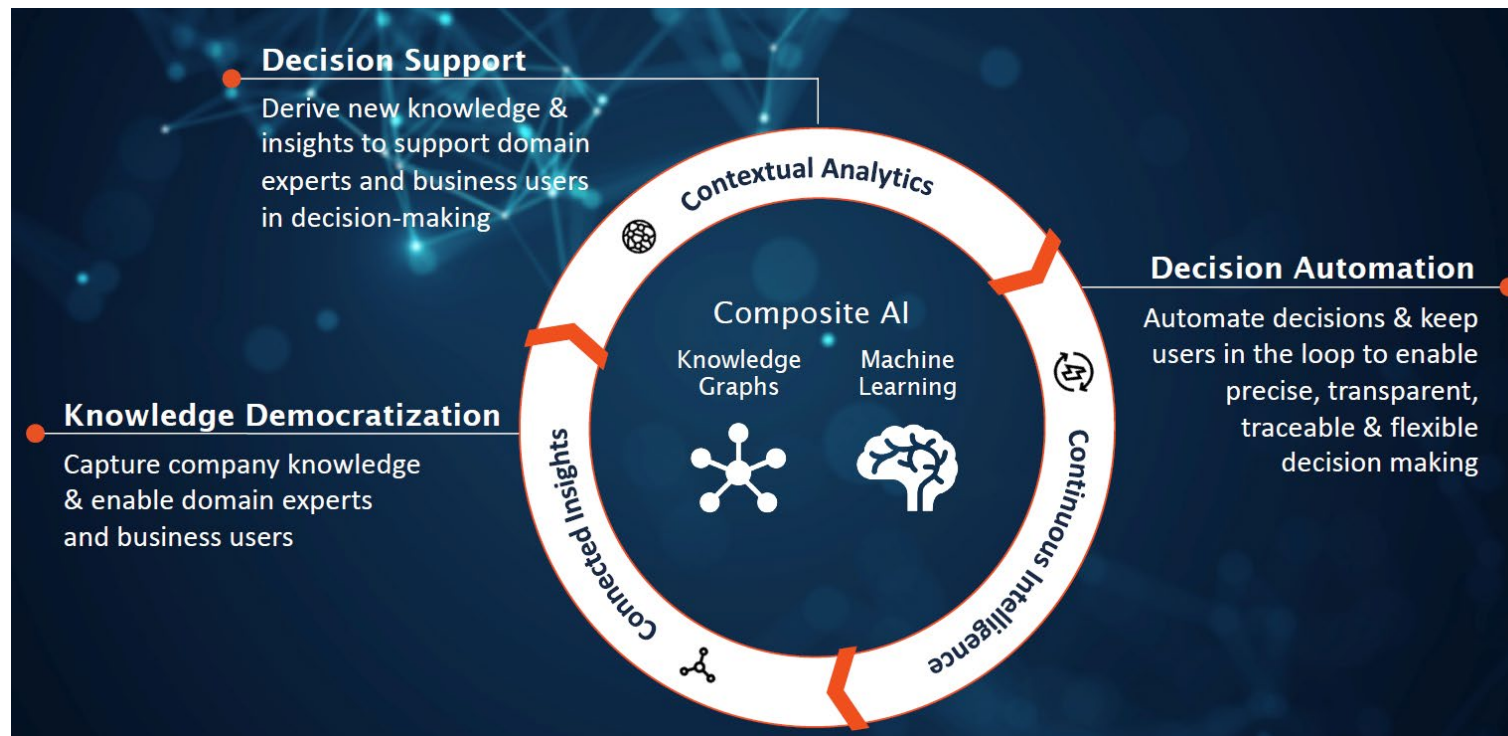 Decision Support
Derive new knowledge &
insights to support domain
experts and business users
in decision-making
Contextual Analytics
Decision Automation
Automate decisions & keep
users in the loop to enable
precise, transparent,
traceable & flexible
decision making
Composite AI
Knowledge
Graphs
Machine
Learning
Knowledge Democratization
Capture company knowledge
& enable domain experts
and business users
Connected Insights
Continuous Intelligence